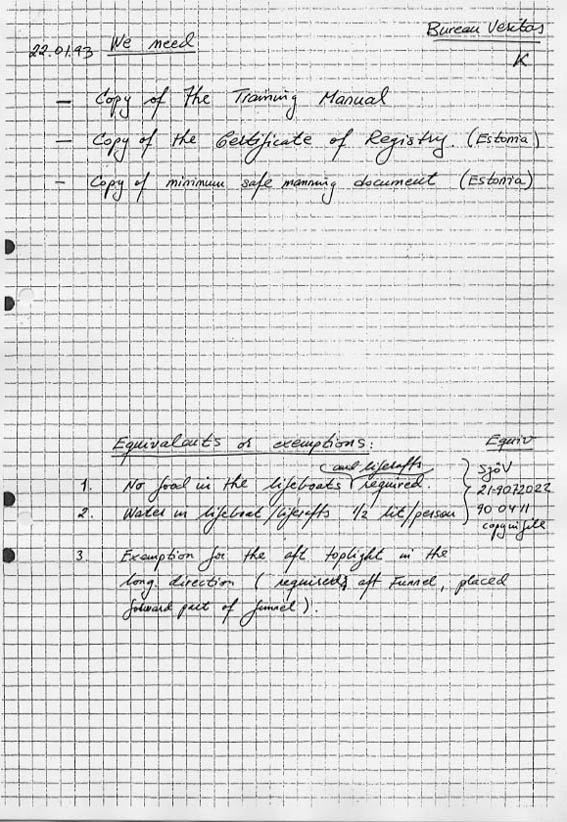 Bureau Veritas
22.01.93 We need
K
– Copy of the Training Manual
– Copy of the Certificate of Registry. (Estonia)
– Copy of minimum safe manning document (Estonia)
Equivalents or exemptions:
Equiv
and liferafts
1. No food in the lifeboats required.
SjöV
21-9072022
2. Water in lifeboat/liferafts 1/2 lit/person
90 04 11
copy in file
3. Exemption for the aft toplight in the
long. direction ( required aft Funnel, placed
forward part of funnel ).